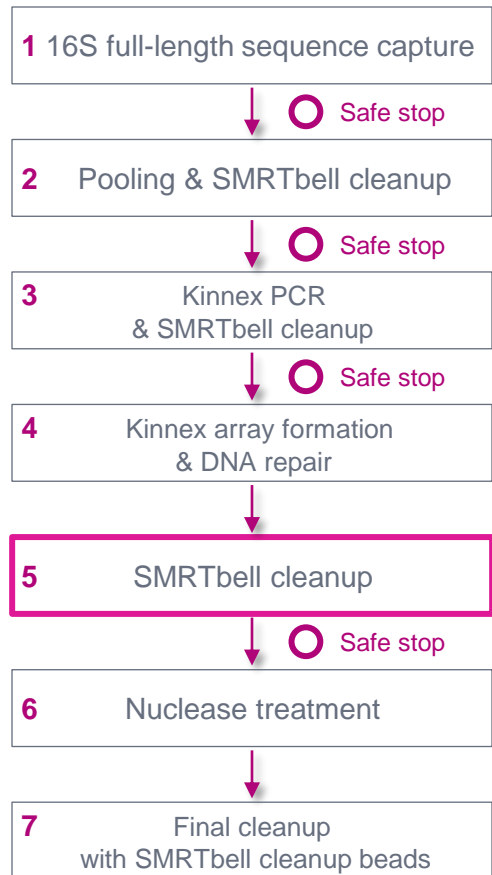 1 16S full-length sequence capture
Safe stop
2 Pooling & SMRTbell cleanup
Safe stop
3 Kinnex PCR
& SMRTbell cleanup
Safe stop
4 Kinnex array formation
& DNA repair
5 SMRTbell cleanup
Safe stop
6 Nuclease treatment
7 Final cleanup
with SMRTbell cleanup beads